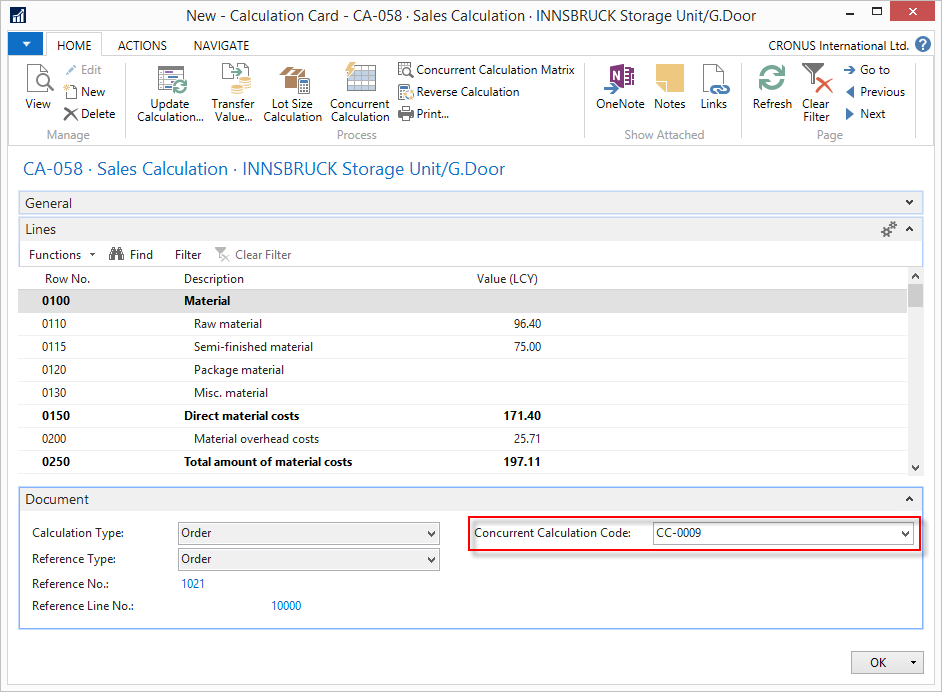 New - Calculation Card - CA-058 · Sales Calculation · INNSBRUCK Storage Unit/G.Door
HOME ACTIONS NAVIGATE CRONUS International Ltd. ?
View
Edit
New
Delete
Manage
Update Calculation...
Transfer Value...
Lot Size Calculation
Concurrent Calculation
Concurrent Calculation Matrix
Reverse Calculation
Print...
Process
OneNote
Notes
Links
Show Attached
Refresh
Clear Filter
Go to
Previous
Next
Page
CA-058 · Sales Calculation · INNSBRUCK Storage Unit/G.Door
General
Lines
Functions Find Filter Clear Filter
Row No. Description Value (LCY)
0100 Material
0110 Raw material 96.40
0115 Semi-finished material 75.00
0120 Package material
0130 Misc. material
0150 Direct material costs 171.40
0200 Material overhead costs 25.71
0250 Total amount of material costs 197.11
Document
Calculation Type: Order Concurrent Calculation Code: CC-0009
Reference Type: Order
Reference No.: 1021
Reference Line No.: 10000
OK